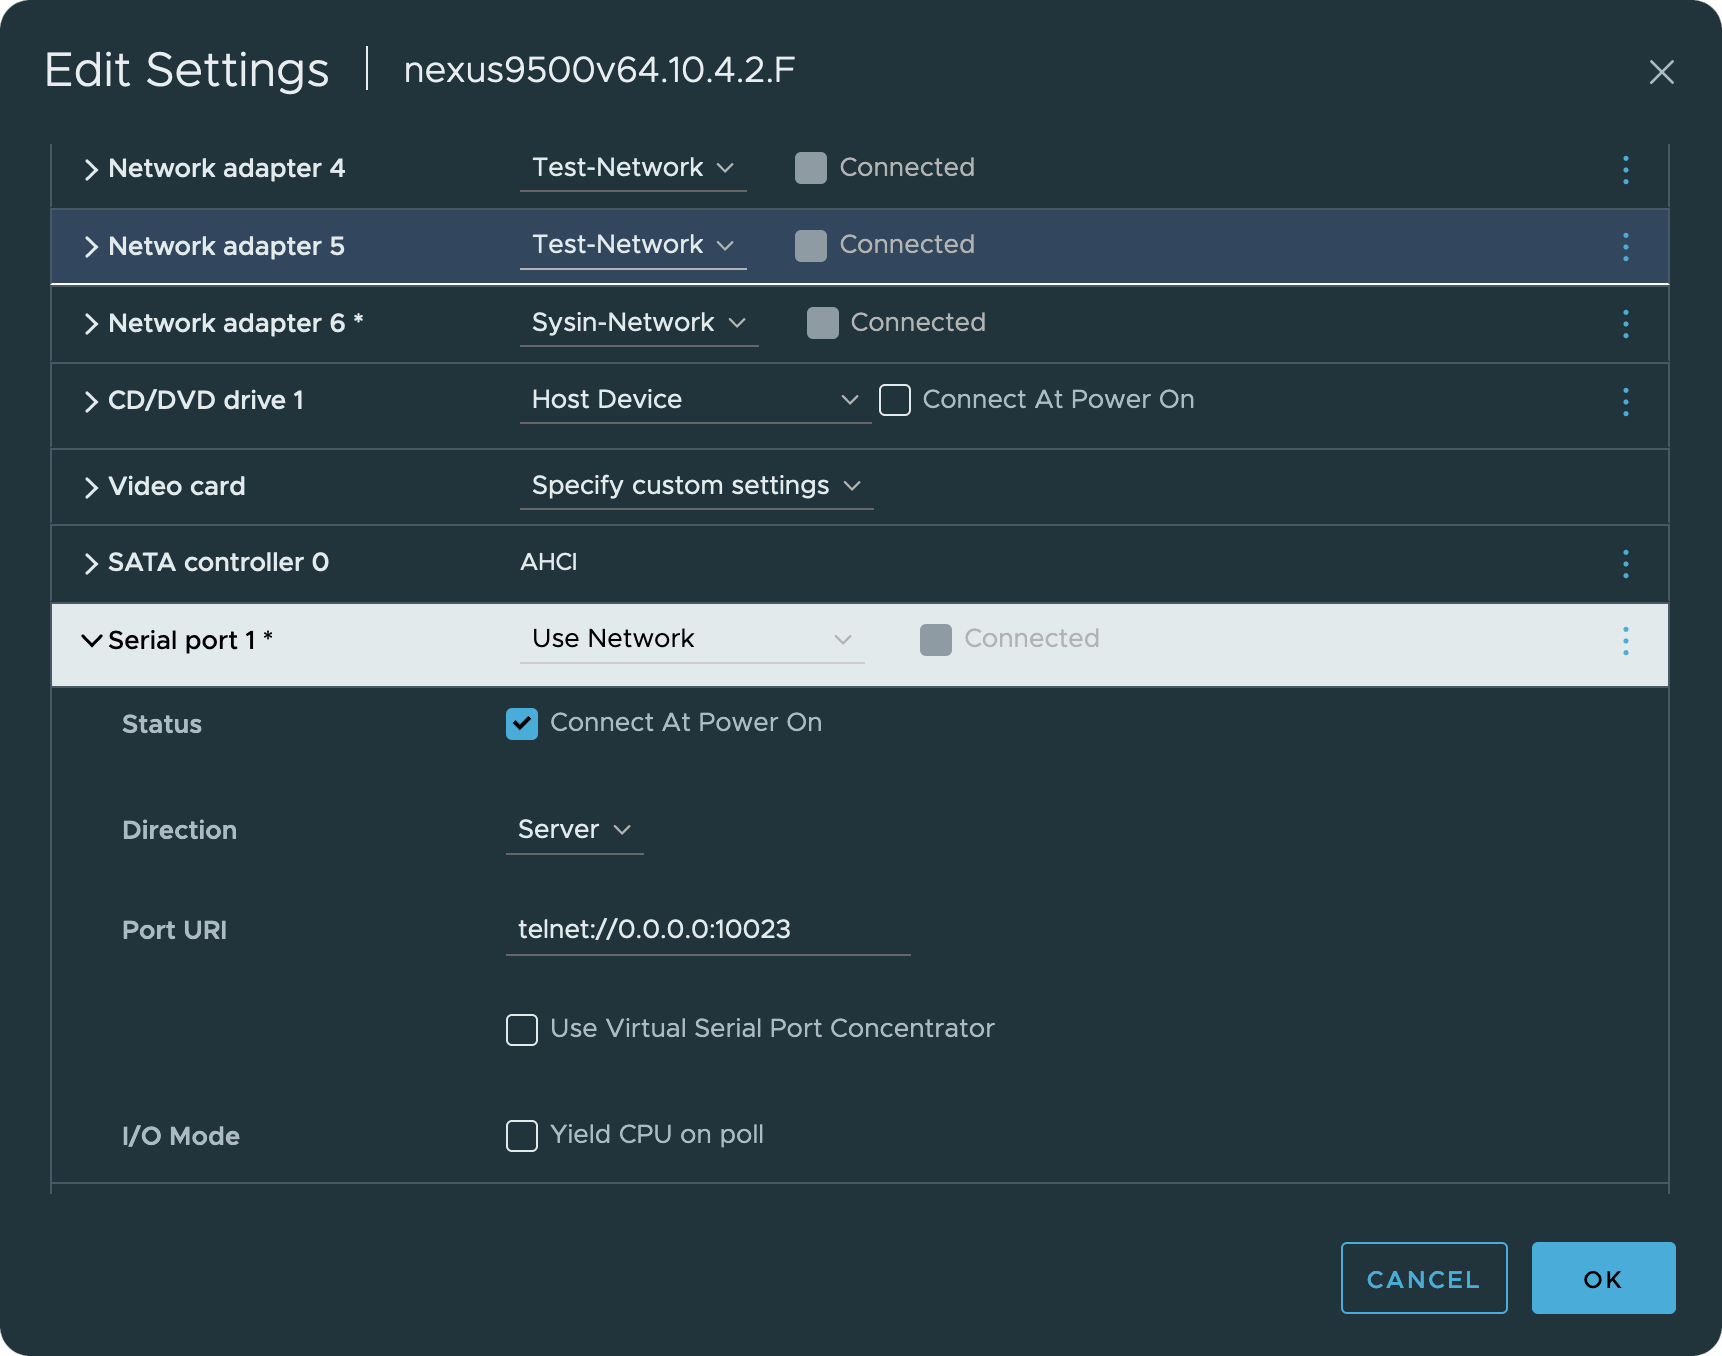 Edit Settings | nexus9500v64.10.4.2.F
Network adapter 4 Test-Network Connected
Network adapter 5 Test-Network Connected
Network adapter 6 * Sysin-Network Connected
CD/DVD drive 1 Host Device Connect At Power On
Video card Specify custom settings
SATA controller 0 AHCI
Serial port 1 * Use Network Connected
Status Connect At Power On
Direction Server
Port URI telnet://0.0.0.0:10023
Use Virtual Serial Port Concentrator
I/O Mode Yield CPU on poll
CANCEL OK